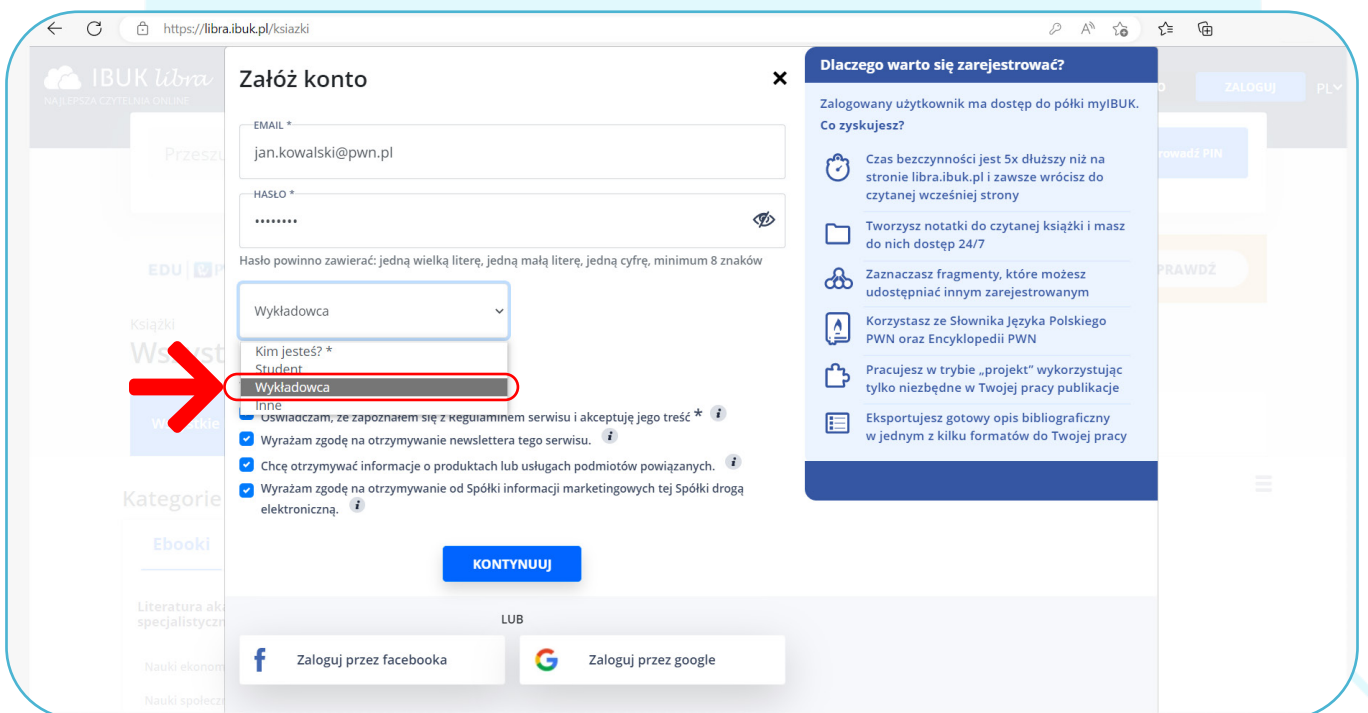 https://libra.ibuk.pl/ksiazki
IBUK libra
NAJLEPSZA CZYTELNIA ONLINE
ZALOGUJ
PL
Załóż konto
Dlaczego warto się zarejestrować?
EMAIL *
jan.kowalski@pwn.pl
HASŁO *
••••••••
Hasło powinno zawierać: jedną wielką literę, jedną małą literę, jedną cyfrę, minimum 8 znaków
Wykładowca
Kim jesteś? *
Student
Wykładowca
Inne
Oświadczam, że zapoznałem się z Regulaminem serwisu i akceptuję jego treść * i
Wyrażam zgodę na otrzymywanie newslettera tego serwisu. i
Chcę otrzymywać informacje o produktach lub usługach podmiotów powiązanych. i
Wyrażam zgodę na otrzymywanie od Spółki informacji marketingowych tej Spółki drogą
elektroniczną. i
KONTYNUUJ
LUB
Zaloguj przez facebooka
Zaloguj przez google
Zalogowany użytkownik ma dostęp do półki myIBUK.
Co zyskujesz?
Czas bezczynności jest 5x dłuższy niż na
stronie libra.ibuk.pl i zawsze wrócisz do
czytanej wcześniej strony
Tworzysz notatki do czytanej książki i masz
do nich dostęp 24/7
Zaznaczasz fragmenty, które możesz
udostępniać innym zarejestrowanym
Korzystasz ze Słownika Języka Polskiego
PWN oraz Encyklopedii PWN
Pracujesz w trybie „projekt” wykorzystując
tylko niezbędne w Twojej pracy publikacje
Eksportujesz gotowy opis bibliograficzny
w jednym z kilku formatów do Twojej pracy
PIN
EDU
Książki
Kategorie
Ebooki
Literatura